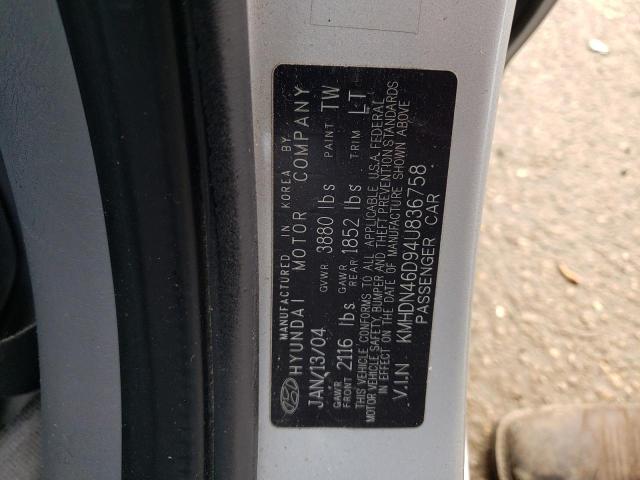 MANUFACTURED IN KOREA BY
HYUNDAI MOTOR COMPANY
JAN/13/04 GVWR 3880 lbs PAINT TW
GAWR FRONT 2116 lbs GAWR REAR 1852 lbs TRIM LT
THIS VEHICLE CONFORMS TO ALL APPLICABLE U.S.A. FEDERAL
MOTOR VEHICLE SAFETY, BUMPER AND THEFT PREVENTION STANDARDS
IN EFFECT ON THE DATE OF MANUFACTURE SHOWN ABOVE
V.I.N KMHDN46D94U836758
PASSENGER CAR